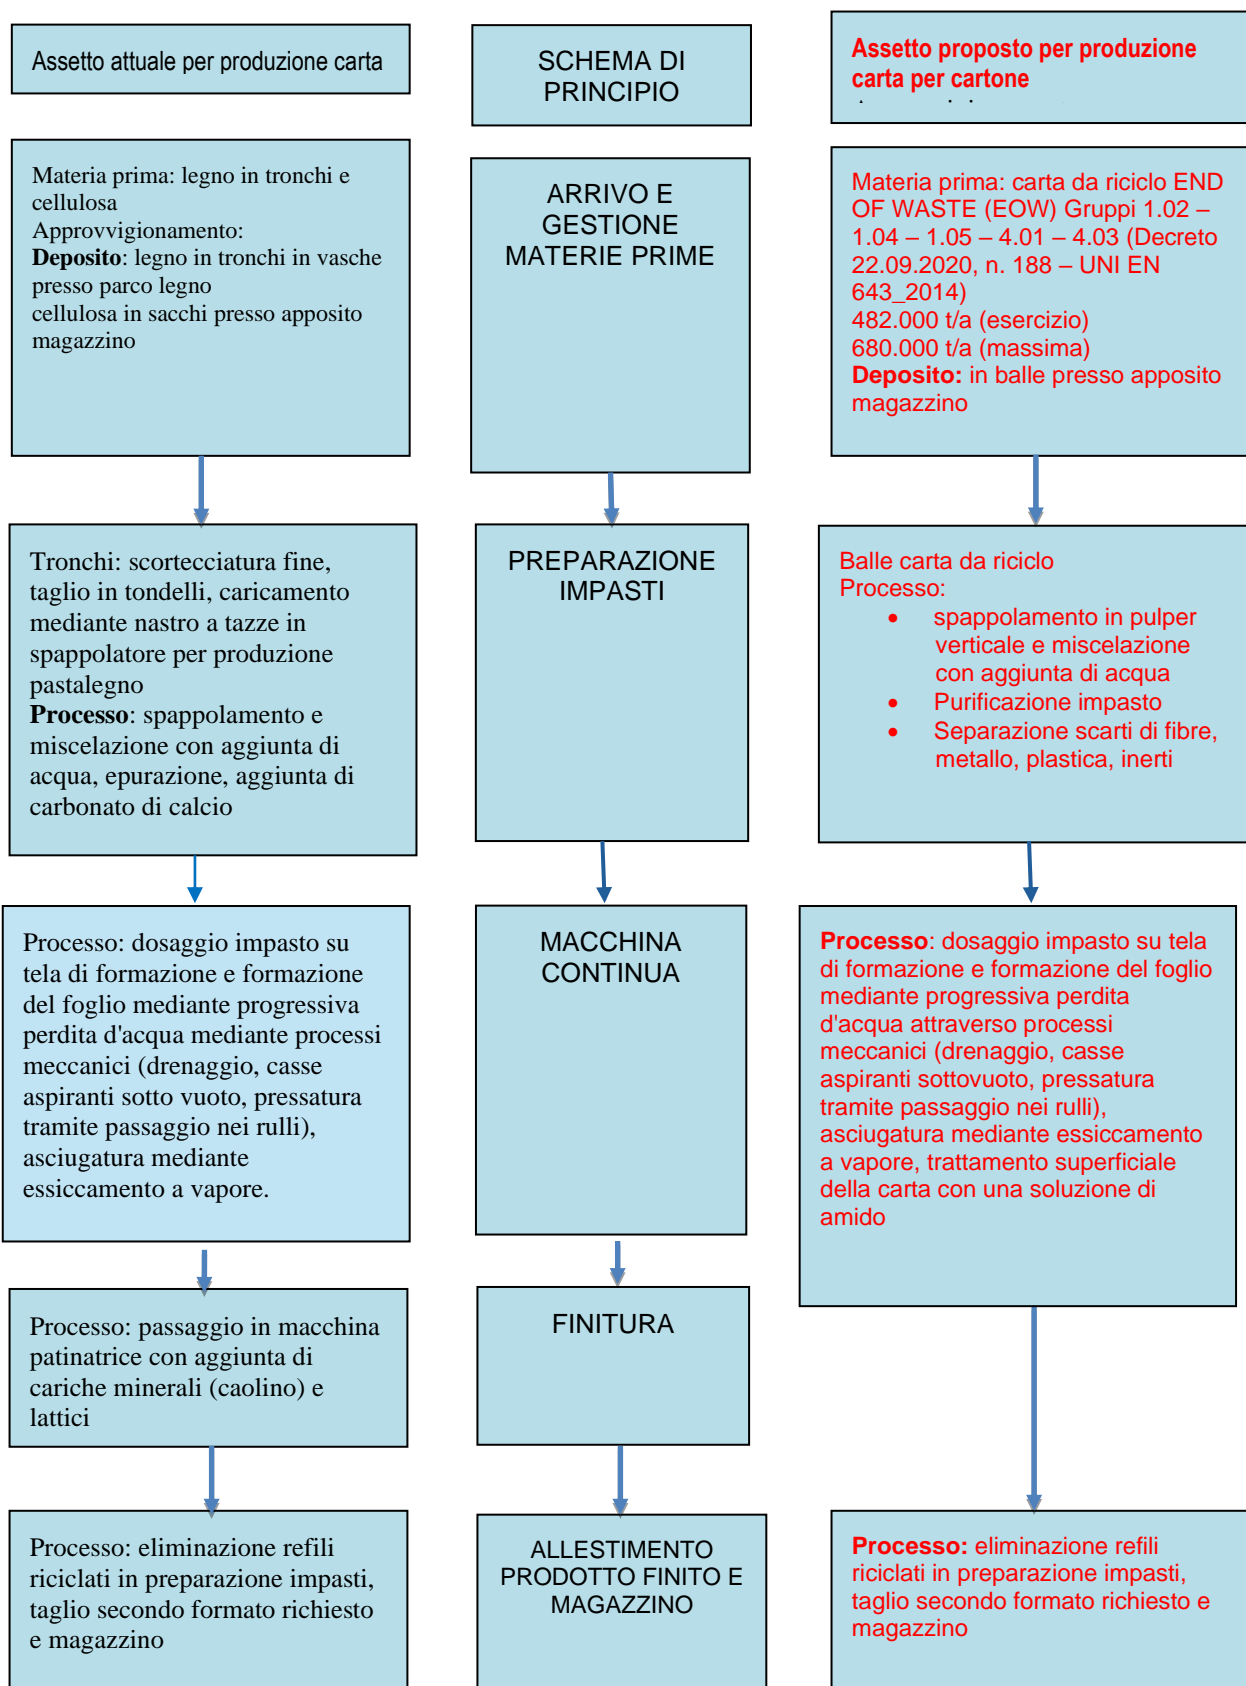 Assetto attuale per produzione carta
SCHEMA DI
PRINCIPIO
Assetto proposto per produzione
carta per cartone
Materia prima: legno in tronchi e
cellulosa
Approvvigionamento:
Deposito: legno in tronchi in vasche
presso parco legno
cellulosa in sacchi presso apposito
magazzino
ARRIVO E
GESTIONE
MATERIE PRIME
Materia prima: carta da riciclo END
OF WASTE (EOW) Gruppi 1.02 –
1.04 – 1.05 – 4.01 – 4.03 (Decreto
22.09.2020, n. 188 – UNI EN
643_2014)
482.000 t/a (esercizio)
680.000 t/a (massima)
Deposito: in balle presso apposito
magazzino
Tronchi: scortecciatura fine,
taglio in tondelli, caricamento
mediante nastro a tazze in
spappolatore per produzione
pastalegno
Processo: spappolamento e
miscelazione con aggiunta di
acqua, epurazione, aggiunta di
carbonato di calcio
PREPARAZIONE
IMPASTI
Balle carta da riciclo
Processo:
• spappolamento in pulper
verticale e miscelazione
con aggiunta di acqua
• Purificazione impasto
• Separazione scarti di fibre,
metallo, plastica, inerti
Processo: dosaggio impasto su
tela di formazione e formazione
del foglio mediante progressiva
perdita d'acqua mediante processi
meccanici (drenaggio, casse
aspiranti sotto vuoto, pressatura
tramite passaggio nei rulli),
asciugatura mediante
essiccamento a vapore.
MACCHINA
CONTINUA
Processo: dosaggio impasto su tela
di formazione e formazione del foglio
mediante progressiva perdita
d'acqua attraverso processi
meccanici (drenaggio, casse
aspiranti sottovuoto, pressatura
tramite passaggio nei rulli),
asciugatura mediante essiccamento
a vapore, trattamento superficiale
della carta con una soluzione di
amido
Processo: passaggio in macchina
patinatrice con aggiunta di
cariche minerali (caolino) e
lattici
FINITURA
Processo: eliminazione refili
riciclati in preparazione impasti,
taglio secondo formato richiesto
e magazzino
ALLESTIMENTO
PRODOTTO FINITO E
MAGAZZINO
Processo: eliminazione refili
riciclati in preparazione impasti,
taglio secondo formato richiesto e
magazzino